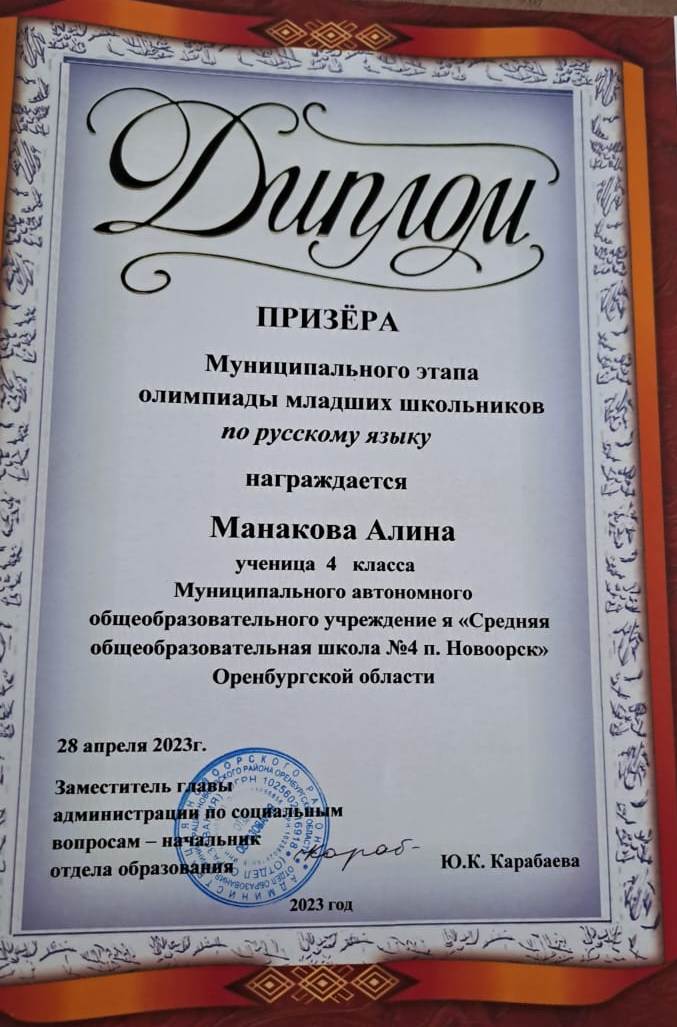 Диплом
ПРИЗЁРА
Муниципального этапа
олимпиады младших школьников
по русскому языку
награждается
Манакова Алина
ученица 4 класса
Муниципального автономного
общеобразовательного учреждение я «Средняя
общеобразовательная школа №4 п. Новоорск»
Оренбургской области
28 апреля 2023г.
Заместитель главы
администрации по социальным
вопросам – начальник
отдела образования
Ю.К. Карабаева
2023 год